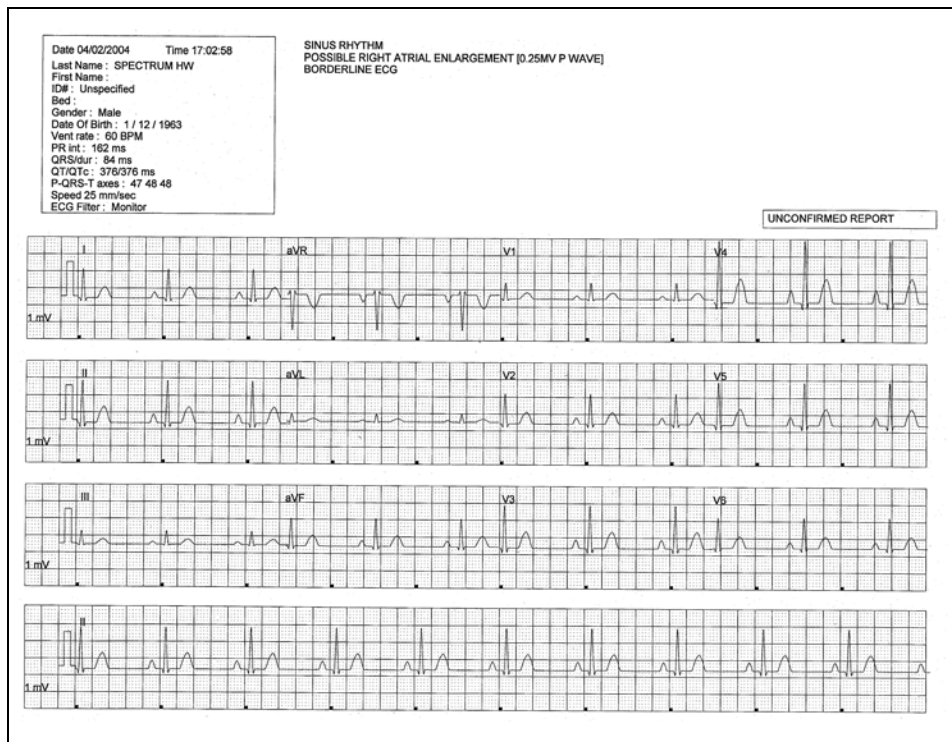 Date 04/02/2004 Time 17:02:58
Last Name : SPECTRUM HW
First Name :
ID# : Unspecified
Bed :
Gender : Male
Date Of Birth : 1 / 12 / 1963
Vent rate : 60 BPM
PR int : 162 ms
QRS/dur : 84 ms
QT/QTc : 376/376 ms
P-QRS-T axes : 47 48 48
Speed 25 mm/sec
ECG Filter : Monitor
SINUS RHYTHM
POSSIBLE RIGHT ATRIAL ENLARGEMENT [0.25MV P WAVE]
BORDERLINE ECG
UNCONFIRMED REPORT
I aVR V1 V4
1 mV
II aVL V2 V5
1 mV
III aVF V3 V6
1 mV
II
1 mV